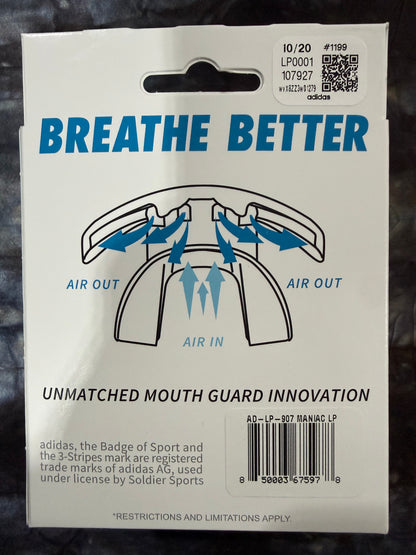 10/20 #1199
LP0001
107927
wyX8ZZ3w01279
adidas
BREATHE BETTER
AIR OUT AIR OUT
AIR IN
UNMATCHED MOUTH GUARD INNOVATION
AD-LP-907 MANIAC LP
8 50003 67597 8
adidas, the Badge of Sport and
the 3-Stripes mark are registered
trade marks of adidas AG, used
under license by Soldier Sports
*RESTRICTIONS AND LIMITATIONS APPLY.